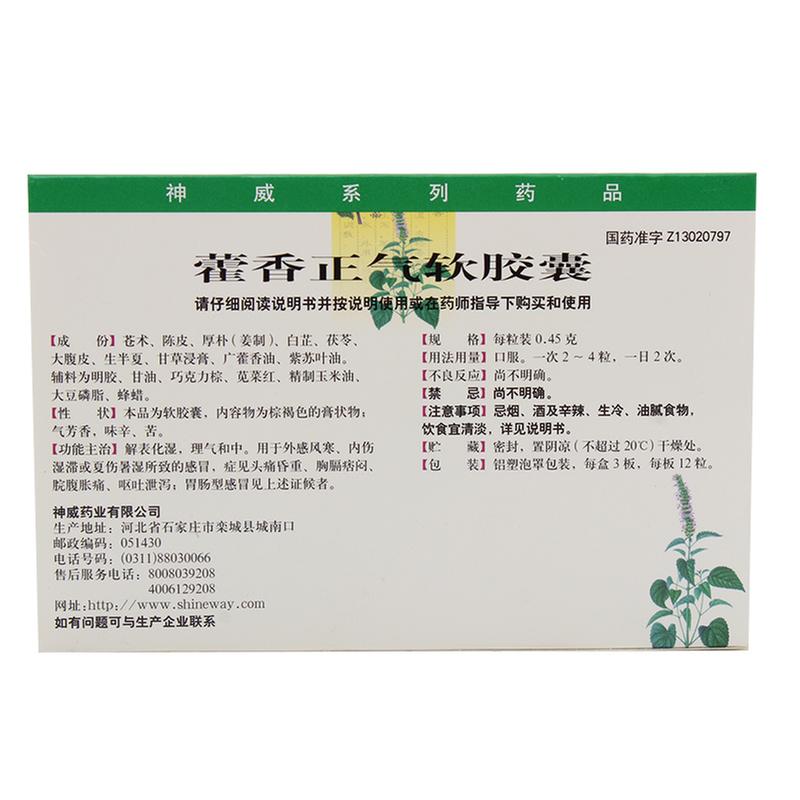 神威系列药品
国药准字 Z13020797
藿香正气软胶囊
请仔细阅读说明书并按说明使用或在药师指导下购买和使用
【成 份】苍术、陈皮、厚朴(姜制)、白芷、茯苓、
大腹皮、生半夏、甘草浸膏、广藿香油、紫苏叶油。
辅料为明胶、甘油、巧克力棕、苋菜红、精制玉米油、
大豆磷脂、蜂蜡。
【性 状】本品为软胶囊,内容物为棕褐色的膏状物;
气芳香,味辛、苦。
【功能主治】解表化湿,理气和中。用于外感风寒、内伤
湿滞或夏伤暑湿所致的感冒,症见头痛昏重、胸膈痞闷、
脘腹胀痛、呕吐泄泻;胃肠型感冒见上述证候者。
神威药业有限公司
生产地址:河北省石家庄市栾城县城南口
邮政编码:051430
电话号码:(0311)88030066
售后服务电话:8008039208
4006129208
网址:http://www.shineway.com
如有问题可与生产企业联系
【规 格】每粒装 0.45 克
【用法用量】口服。一次 2～4 粒,一日 2 次。
【不良反应】尚不明确。
【禁 忌】尚不明确。
【注意事项】忌烟、酒及辛辣、生冷、油腻食物,
饮食宜清淡,详见说明书。
【贮 藏】密封,置阴凉(不超过 20℃)干燥处。
【包 装】铝塑泡罩包装,每盒 3 板,每板 12 粒。